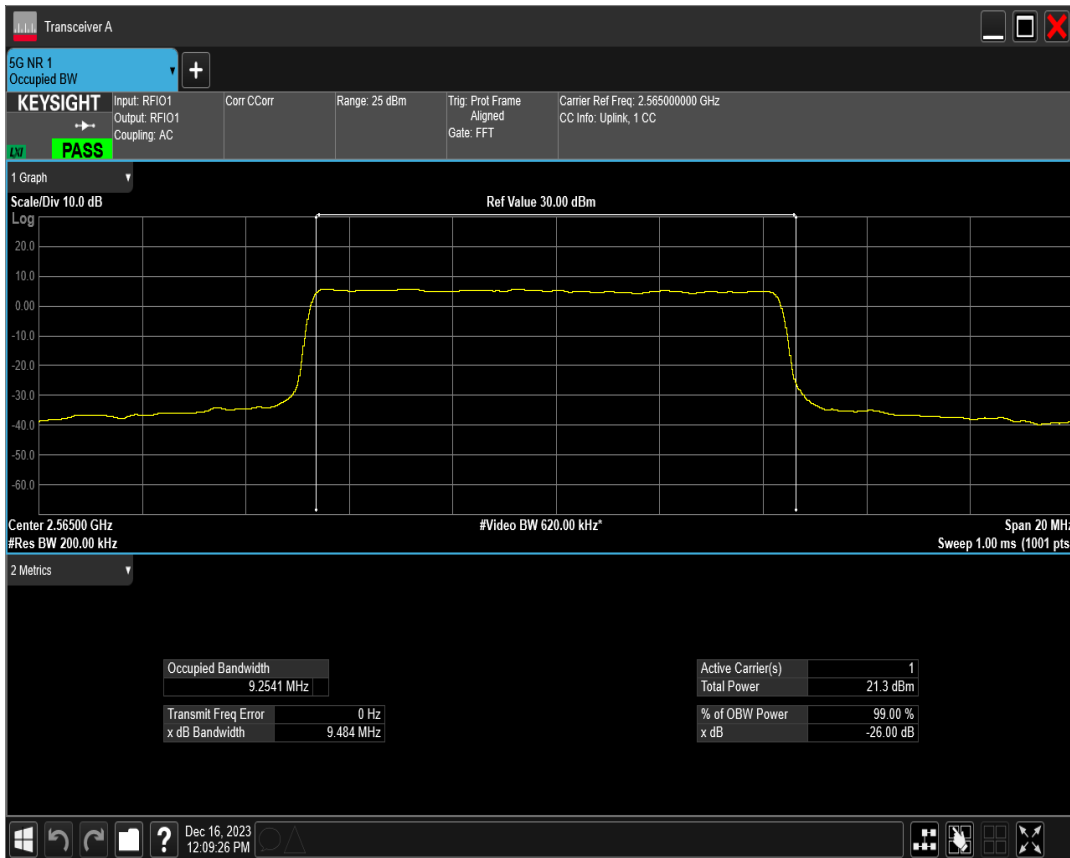 Transceiver A
5G NR 1
Occupied BW
+
KEYSIGHT
LXI
PASS
Input: RFIO1
Output: RFIO1
Coupling: AC
Corr CCorr
Range: 25 dBm
Trig: Prot Frame
Aligned
Gate: FFT
Carrier Ref Freq: 2.565000000 GHz
CC Info: Uplink, 1 CC
1 Graph
Scale/Div 10.0 dB
Ref Value 30.00 dBm
Log
20.0
10.0
0.00
-10.0
-20.0
-30.0
-40.0
-50.0
-60.0
Center 2.56500 GHz
#Video BW 620.00 kHz*
Span 20 MHz
#Res BW 200.00 kHz
Sweep 1.00 ms (1001 pts
2 Metrics
Occupied Bandwidth
9.2541 MHz
Transmit Freq Error 0 Hz
x dB Bandwidth 9.484 MHz
Active Carrier(s) 1
Total Power 21.3 dBm
% of OBW Power 99.00 %
x dB -26.00 dB
?
Dec 16, 2023
12:09:26 PM